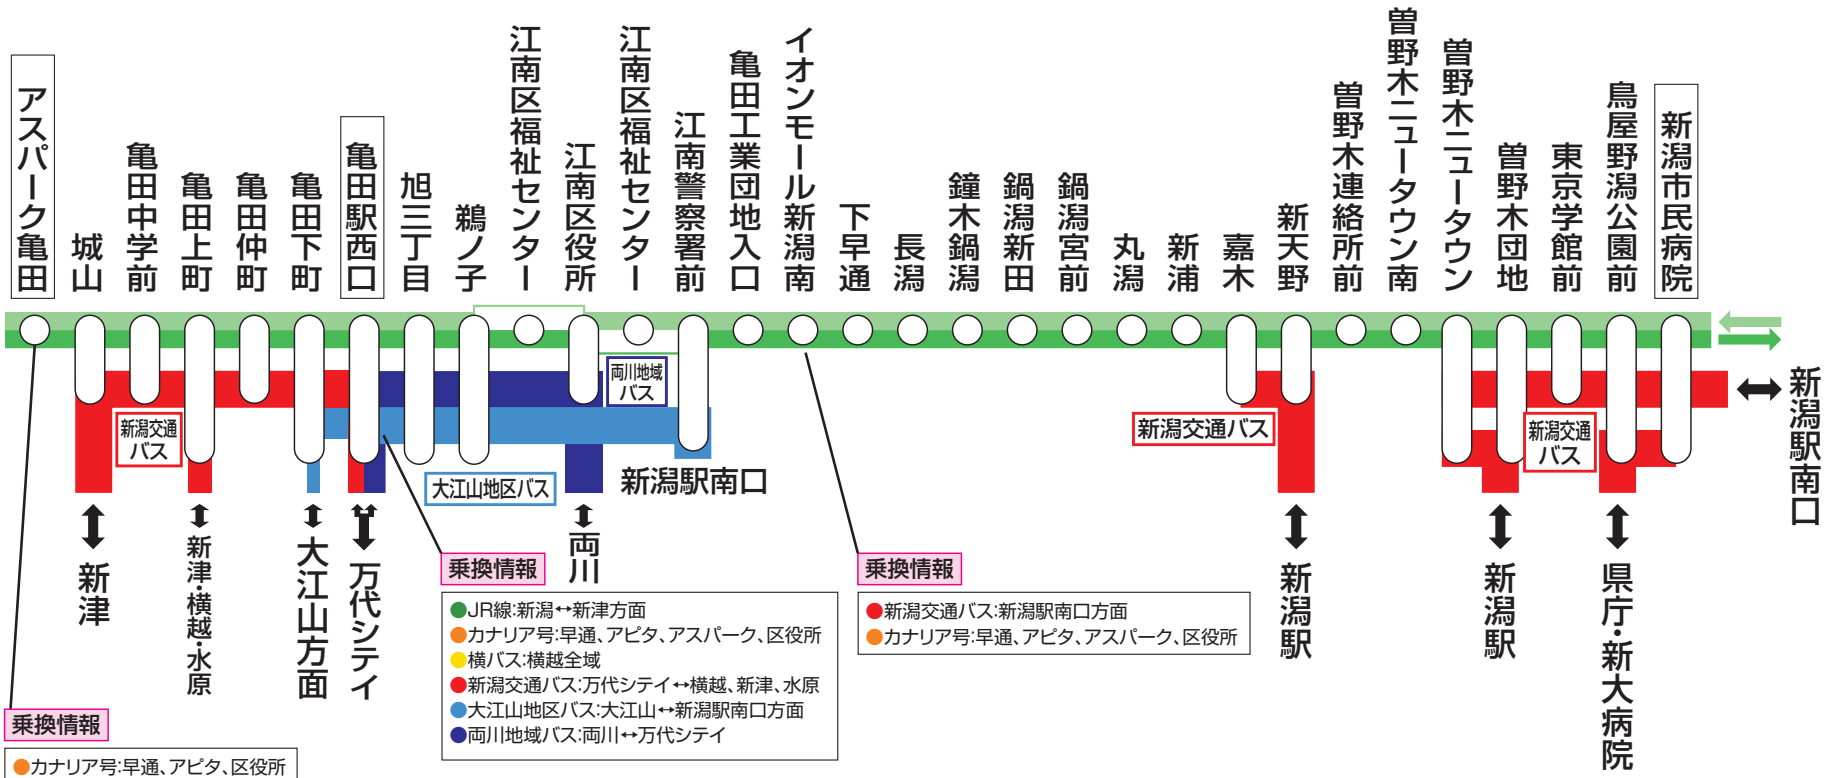 アスパーク亀田
城山
亀田中学前
亀田上町
亀田仲町
亀田下町
亀田駅西口
旭三丁目
鵜ノ子
江南区福祉センター
江南区役所
江南区福祉センター
江南警察署前
亀田工業団地入口
イオンモール新潟南
下早通
長潟
鐘木鍋潟
鍋潟新田
鍋潟宮前
丸潟
新浦
嘉木
新天野
曽野木連絡所前
曽野木ニュータウン南
曽野木ニュータウン
曽野木団地
東京学館前
鳥屋野潟公園前
新潟市民病院
新潟交通
バス
両川地域
バス
大江山地区バス
新潟駅南口
新潟交通バス
新潟交通
バス
新潟駅南口
新津
新津・横越・水原
大江山方面
万代シテイ
両川
新潟駅
新潟駅
県庁・新大病院
乗換情報
●カナリア号:早通、アピタ、区役所
乗換情報
●JR線:新潟↔新津方面
●カナリア号:早通、アピタ、アスパーク、区役所
●横バス:横越全域
●新潟交通バス:万代シテイ↔横越、新津、水原
●大江山地区バス:大江山↔新潟駅南口方面
●両川地域バス:両川↔万代シテイ
乗換情報
●新潟交通バス:新潟駅南口方面
●カナリア号:早通、アピタ、アスパーク、区役所